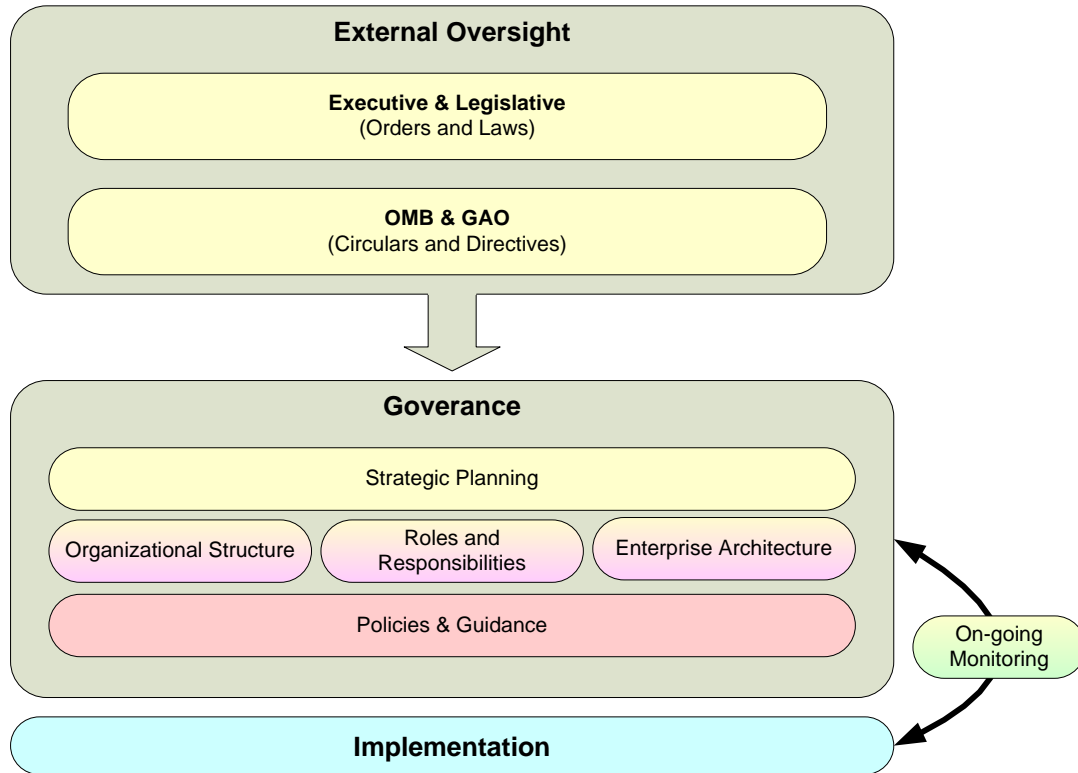 External Oversight
Executive & Legislative
(Orders and Laws)
OMB & GAO
(Circulars and Directives)
Goverance
Strategic Planning
Organizational Structure
Roles and
Responsibilities
Enterprise Architecture
Policies & Guidance
On-going
Monitoring
Implementation